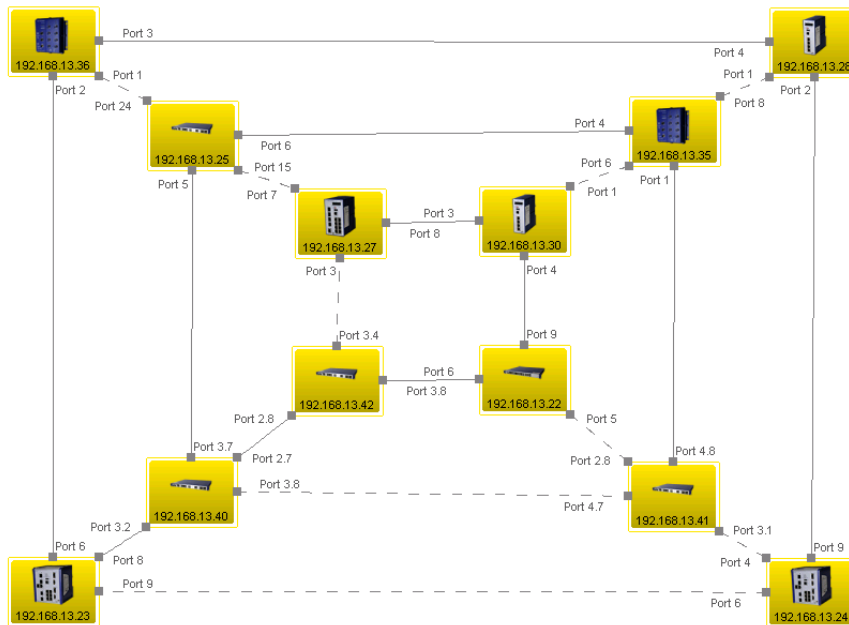 Port 3
Port 4
192.168.13.36
192.168.13.28
Port 2
Port 1
Port 1
Port 2
Port 24
Port 8
Port 6
Port 4
192.168.13.25
192.168.13.35
Port 5
Port 15
Port 6
Port 1
Port 7
Port 1
Port 3
Port 8
192.168.13.27
192.168.13.30
Port 3
Port 4
Port 3.4
Port 9
Port 6
Port 3.8
192.168.13.42
192.168.13.22
Port 2.8
Port 5
Port 3.7
Port 2.7
Port 2.8
Port 4.8
Port 3.8
Port 4.7
192.168.13.40
192.168.13.41
Port 3.2
Port 3.1
Port 6
Port 8
Port 4
Port 9
Port 9
Port 6
192.168.13.23
192.168.13.24